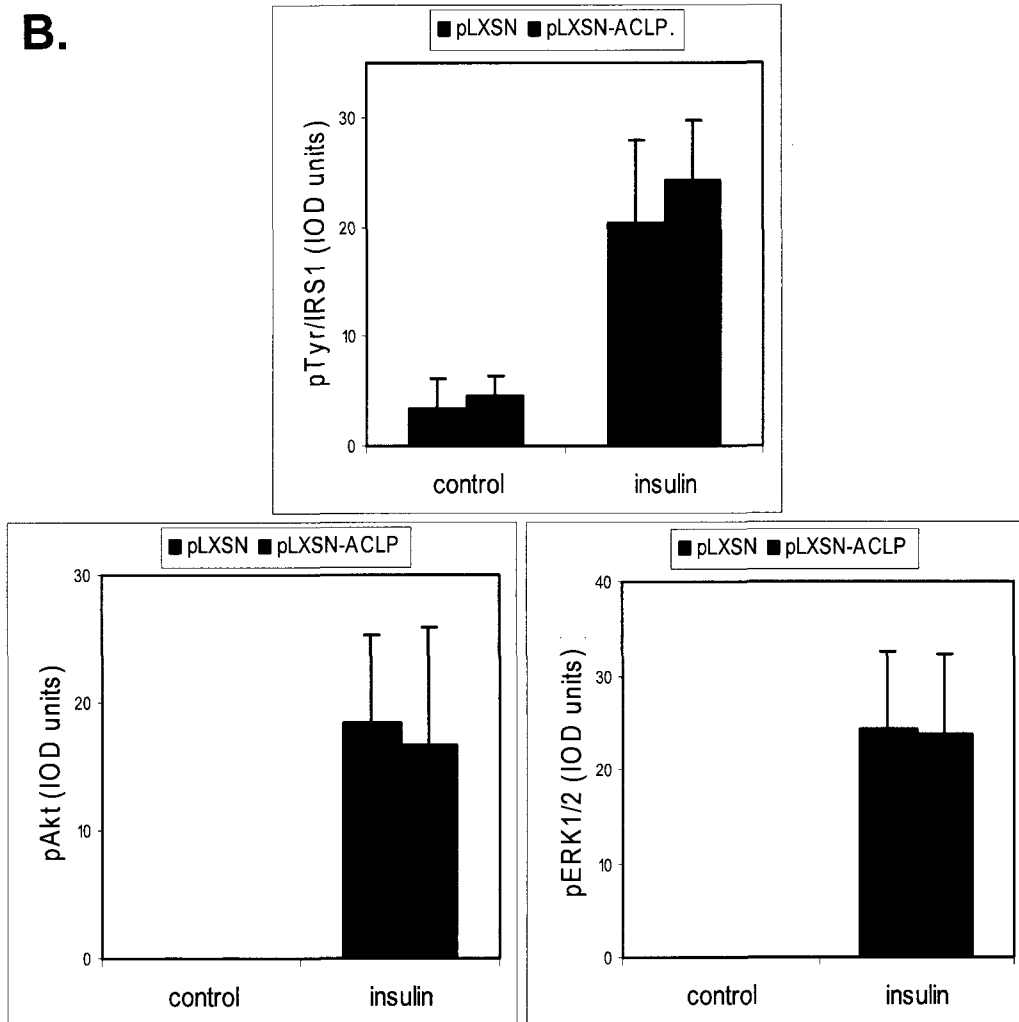 B.
pLXSN pLXSN-ACLP.
pTyr/IRS1 (IOD units)
30
20
10
0
control insulin
pLXSN pLXSN-ACLP
pAkt (IOD units)
30
20
10
0
control insulin
pLXSN pLXSN-ACLP
pERK1/2 (IOD units)
40
30
20
10
0
control insulin